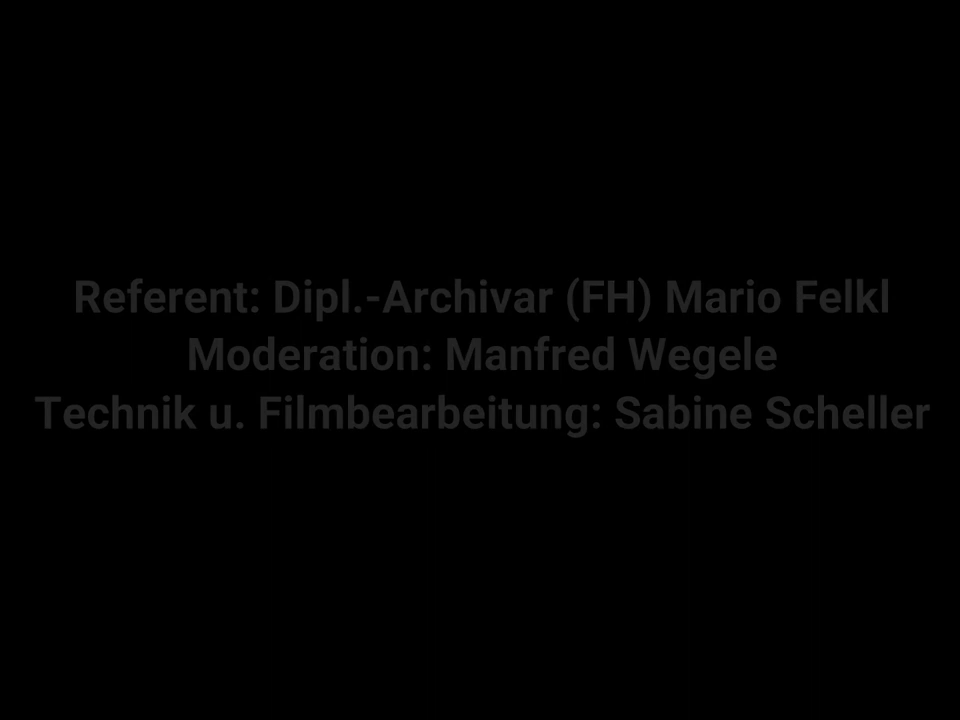 Referent: Dipl.-Archivar (FH) Mario Felkl
Moderation: Manfred Wegele
Technik u. Filmbearbeitung: Sabine Scheller